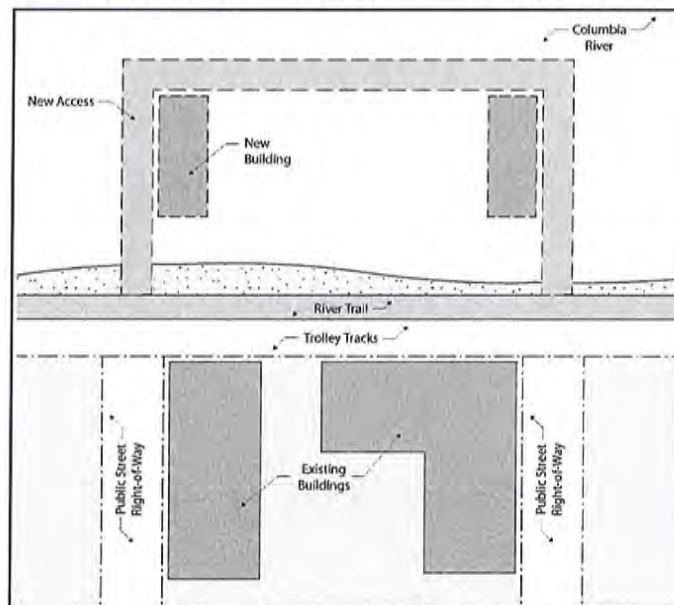 Columbia
River
New Access
New
Building
River Trail
Trolley Tracks
Public Street
Right-of-Way
Existing
Buildings
Public Street
Right-of-Way